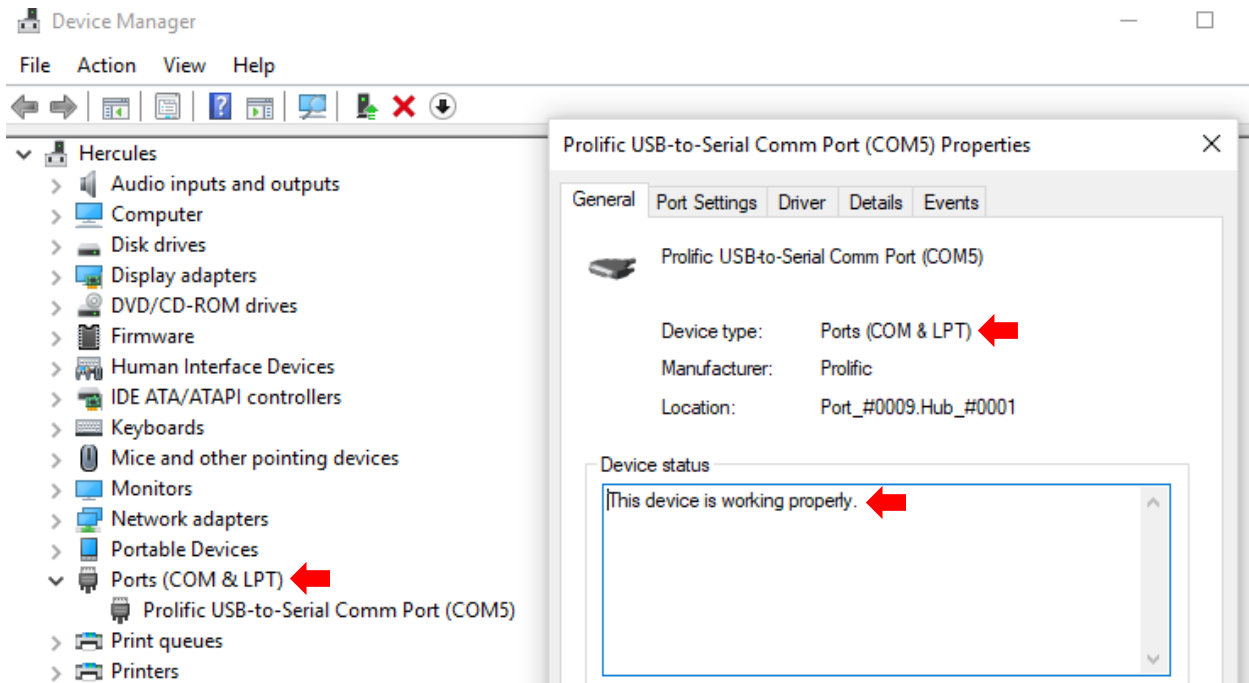 Device Manager
File Action View Help
Hercules
Audio inputs and outputs
Computer
Disk drives
Display adapters
DVD/CD-ROM drives
Firmware
Human Interface Devices
IDE ATA/ATAPI controllers
Keyboards
Mice and other pointing devices
Monitors
Network adapters
Portable Devices
Ports (COM & LPT)
Prolific USB-to-Serial Comm Port (COM5)
Print queues
Printers
Prolific USB-to-Serial Comm Port (COM5) Properties
General Port Settings Driver Details Events
Prolific USB-to-Serial Comm Port (COM5)
Device type: Ports (COM & LPT)
Manufacturer: Prolific
Location: Port_#0009.Hub_#0001
Device status
This device is working properly.